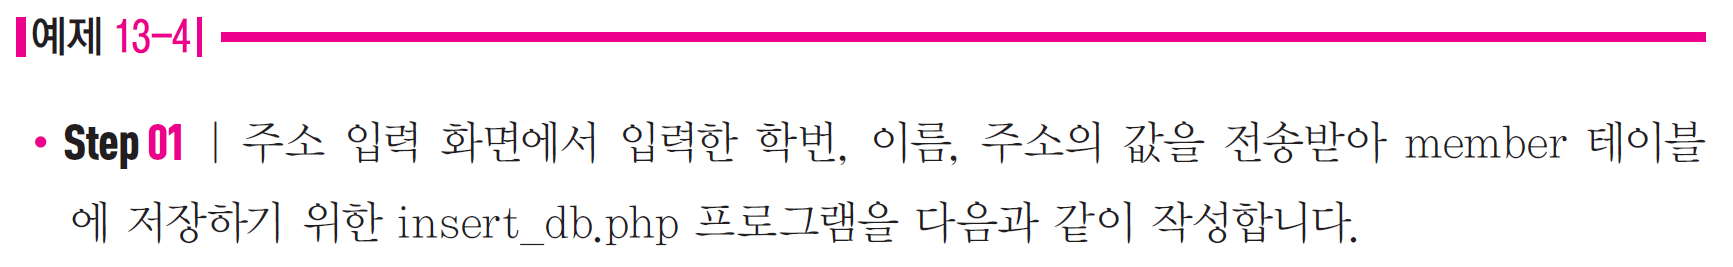 예제 13-4
• Step 01 | 주소 입력 화면에서 입력한 학번, 이름, 주소의 값을 전송받아 member 테이블
에 저장하기 위한 insert_db.php 프로그램을 다음과 같이 작성합니다.